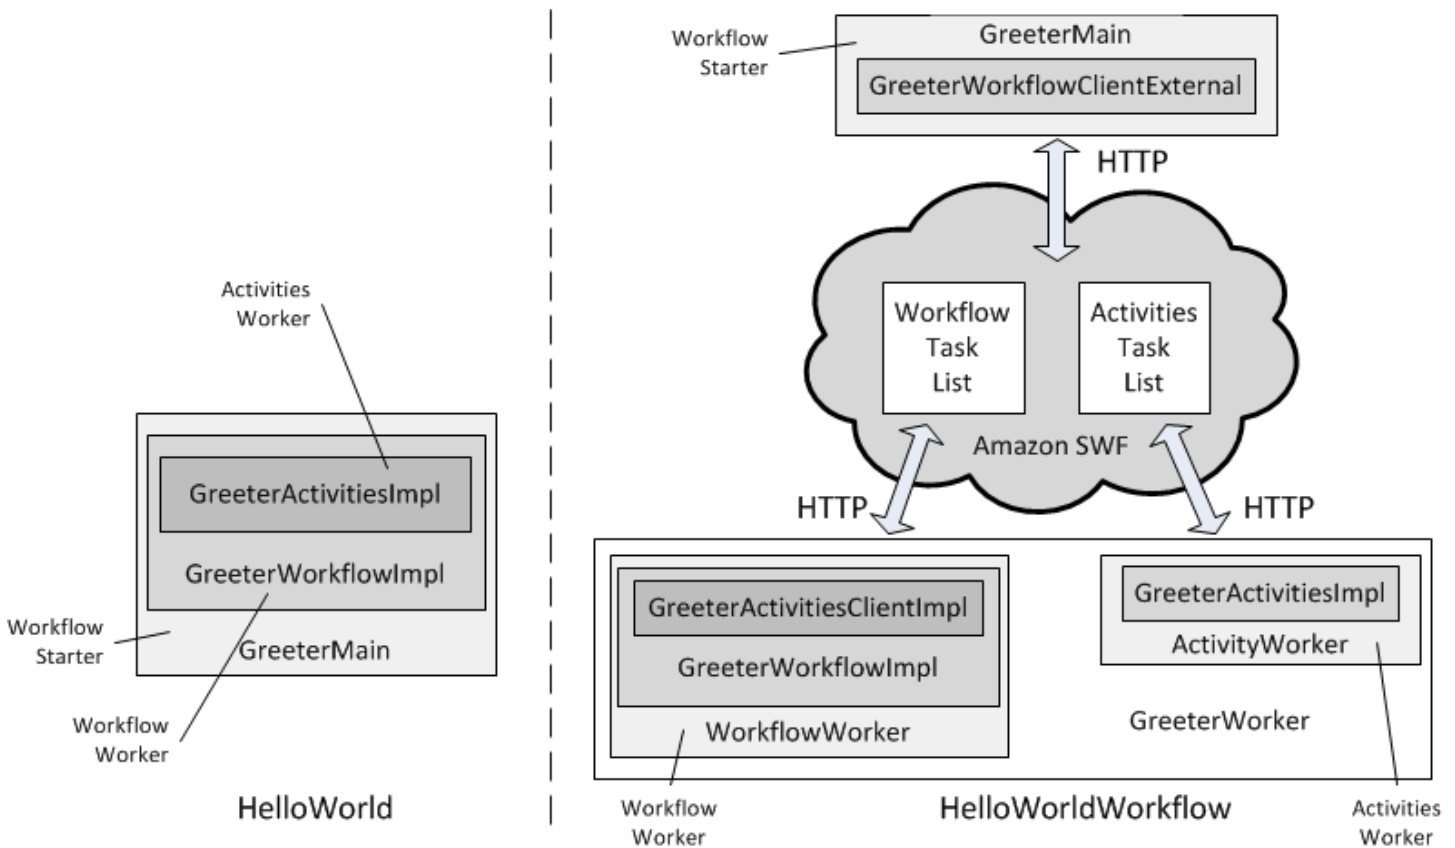 Activities
Worker
GreeterActivitiesImpl
GreeterWorkflowImpl
Workflow
Starter
GreeterMain
Workflow
Worker
HelloWorld
Workflow
Starter
GreeterMain
GreeterWorkflowClientExternal
HTTP
Workflow
Task
List
Activities
Task
List
Amazon SWF
HTTP
HTTP
GreeterActivitiesClientImpl
GreeterWorkflowImpl
WorkflowWorker
GreeterActivitiesImpl
ActivityWorker
GreeterWorker
Workflow
Worker
HelloWorldWorkflow
Activities
Worker